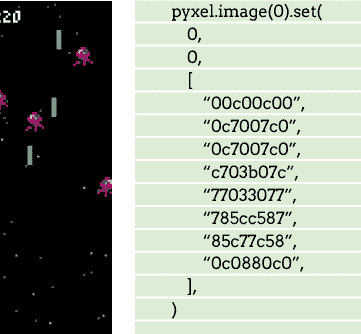 :20
pyxel.image(0).set(
0,
0,
[
“00c00c00”,
“0c7007c0”,
“0c7007c0”,
“c703b07c”,
“77033077”,
“785cc587”,
“85c77c58”,
“0c0880c0”,
],
)